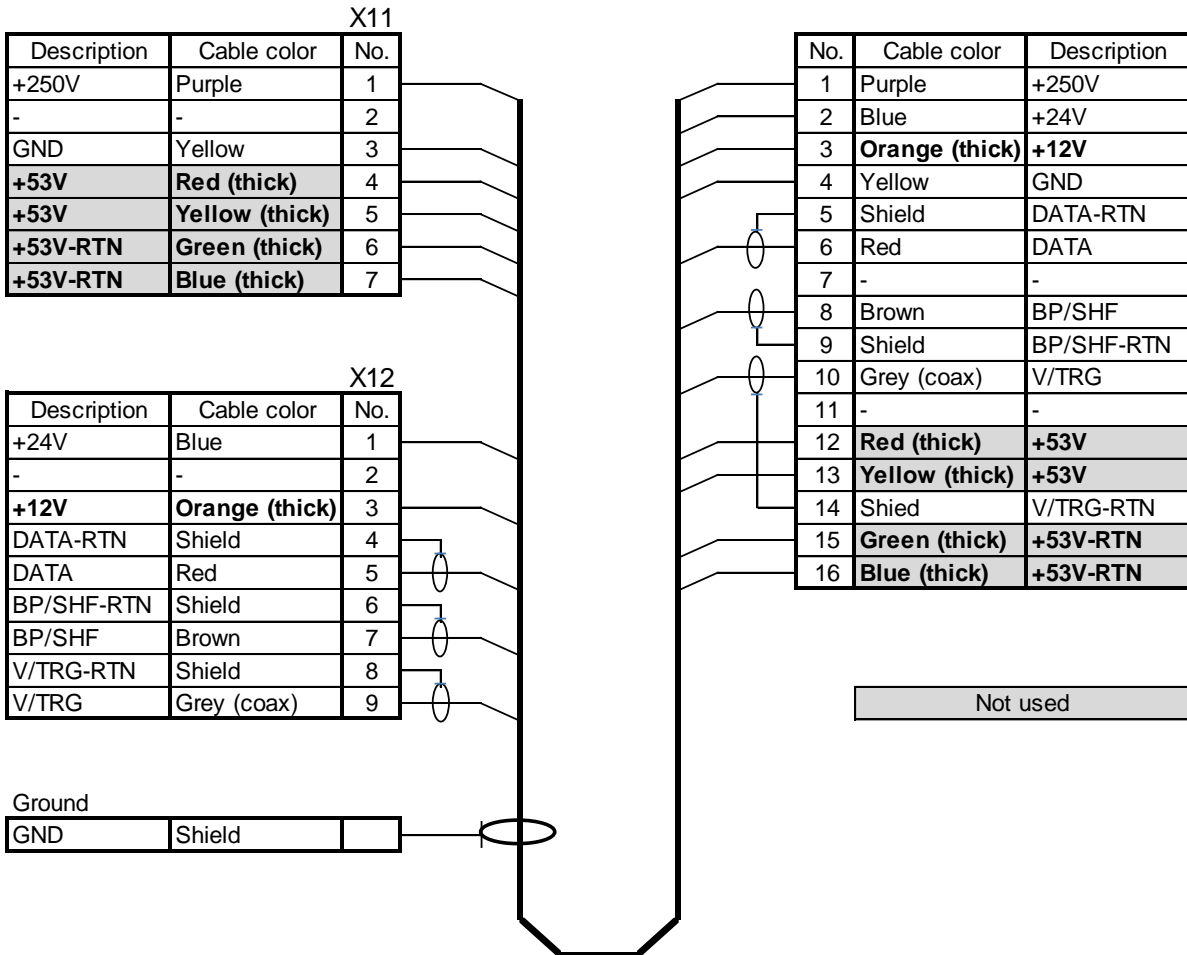 X11
Description Cable color No.
+250V Purple 1
- - 2
GND Yellow 3
+53V Red (thick) 4
+53V Yellow (thick) 5
+53V-RTN Green (thick) 6
+53V-RTN Blue (thick) 7
X12
Description Cable color No.
+24V Blue 1
- - 2
+12V Orange (thick) 3
DATA-RTN Shield 4
DATA Red 5
BP/SHF-RTN Shield 6
BP/SHF Brown 7
V/TRG-RTN Shield 8
V/TRG Grey (coax) 9
Ground
GND Shield
No. Cable color Description
1 Purple +250V
2 Blue +24V
3 Orange (thick) +12V
4 Yellow GND
5 Shield DATA-RTN
6 Red DATA
7 - -
8 Brown BP/SHF
9 Shield BP/SHF-RTN
10 Grey (coax) V/TRG
11 - -
12 Red (thick) +53V
13 Yellow (thick) +53V
14 Shied V/TRG-RTN
15 Green (thick) +53V-RTN
16 Blue (thick) +53V-RTN
Not used